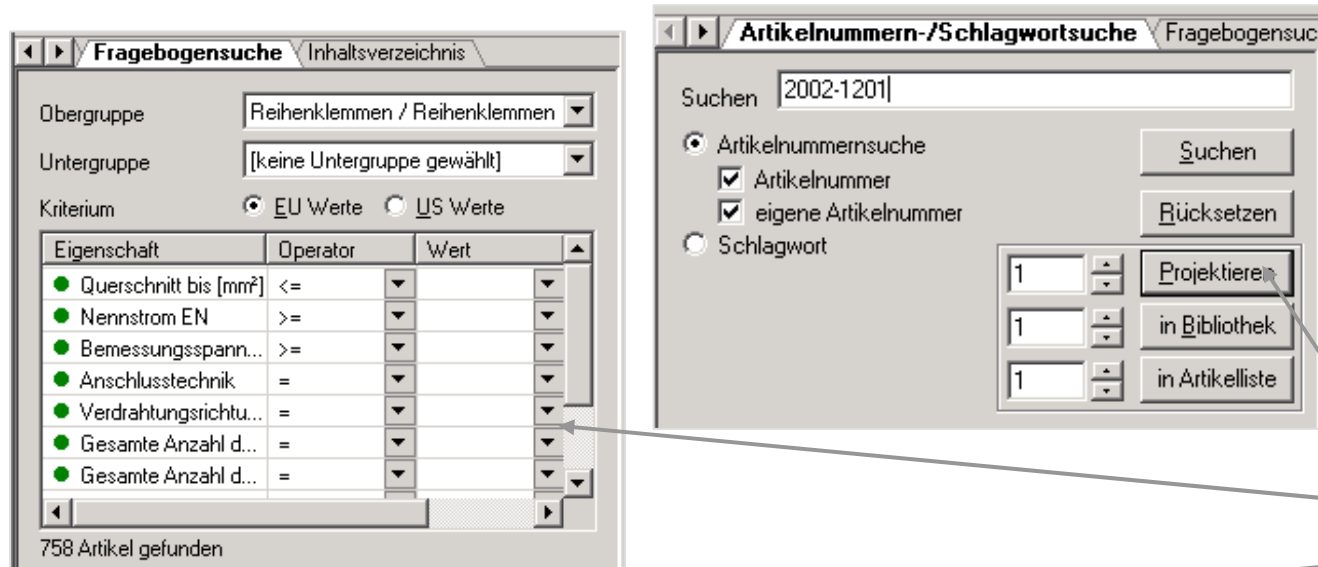 Fragebogensuche Inhaltsverzeichnis
Obergruppe Reihenklemmen / Reihenklemmen
Untergruppe [keine Untergruppe gewählt]
Kriterium EU Werte US Werte
Eigenschaft Operator Wert
Querschnitt bis [mm²] <=
Nennstrom EN >=
Bemessungsspann... >=
Anschlusstechnik =
Verdrahtungsrichtu... =
Gesamte Anzahl d... =
Gesamte Anzahl d... =
758 Artikel gefunden
Artikelnummern-/Schlagwortsuche Fragebogensuc
Suchen 2002-1201
Artikelnummernsuche Suchen
Artikelnummer
eigene Artikelnummer Rücksetzen
Schlagwort
1 Projektieren
1 in Bibliothek
1 in Artikelliste